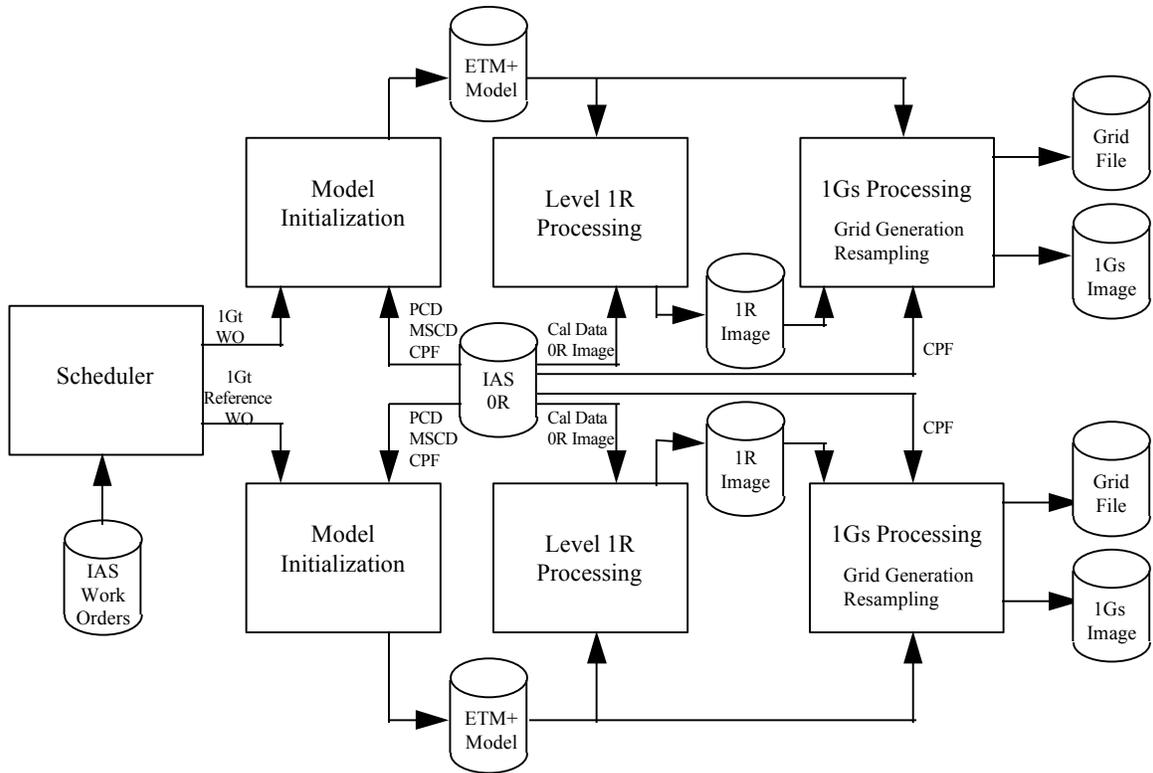 ETM+
Model
Grid
File
Model
Initialization
Level 1R
Processing
1Gs Processing
Grid Generation
Resampling
1Gs
Image
1R
Image
1Gt
WO
PCD
MSCD
CPF
Cal Data
0R Image
CPF
Scheduler
IAS
0R
1Gt
Reference
WO
PCD
MSCD
CPF
Cal Data
0R Image
CPF
1R
Image
Grid
File
Model
Initialization
Level 1R
Processing
1Gs Processing
Grid Generation
Resampling
IAS
Work
Orders
1Gs
Image
ETM+
Model